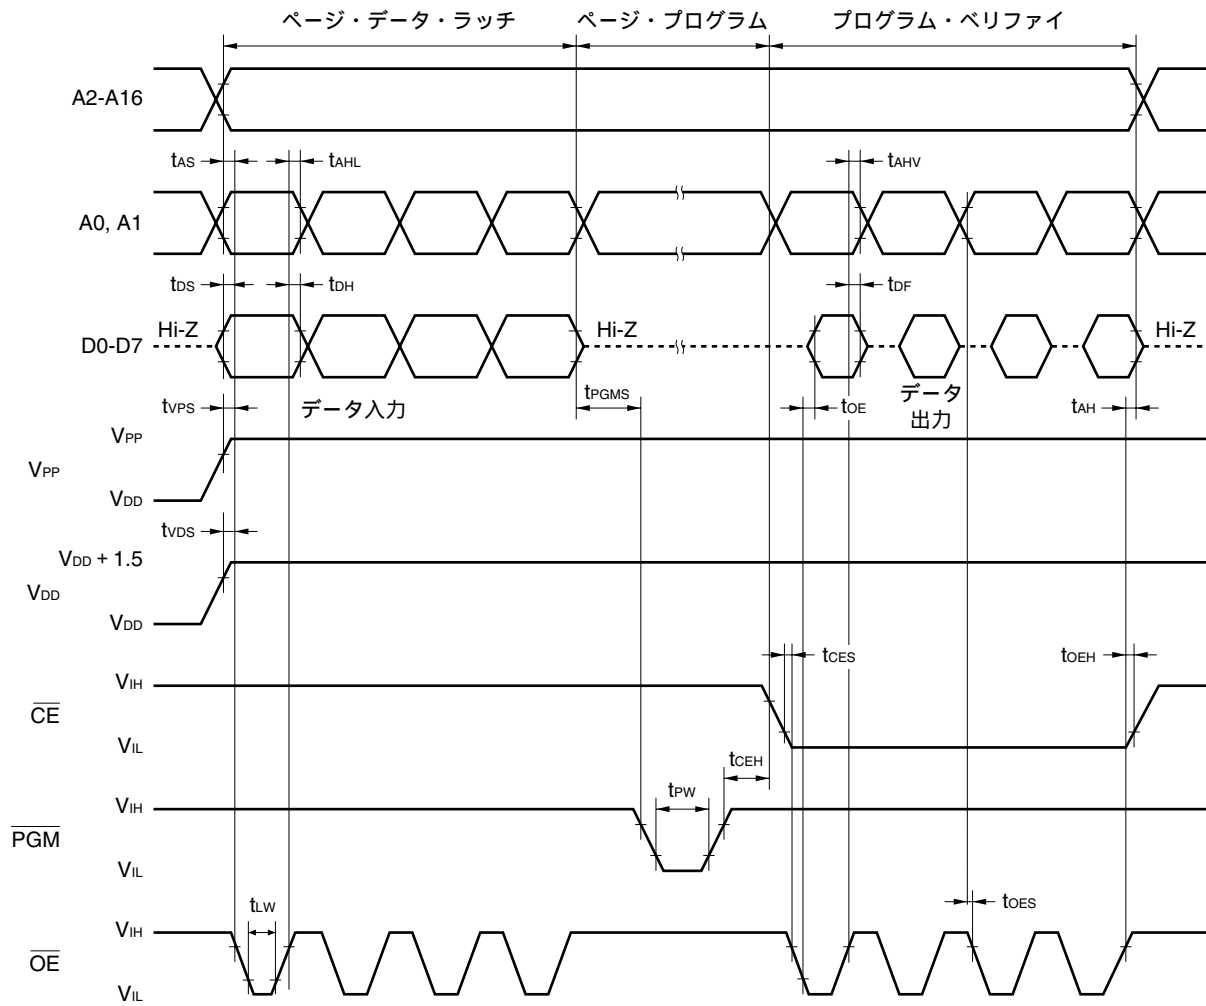 ページ・データ・ラッチ
ページ・プログラム
プログラム・ベリファイ
A2-A16
tAS
tAHL
tAHV
A0, A1
tDS
tDH
tDF
Hi-Z
Hi-Z
Hi-Z
D0-D7
tPGMS
tVPS
データ入力
tOE
データ
出力
tAH
VPP
VPP
VDD
tVDS
VDD + 1.5
VDD
VDD
tCES
tOEH
VIH
CE
VIL
tCEH
tPW
VIH
PGM
VIL
tLW
tOES
VIH
OE
VIL